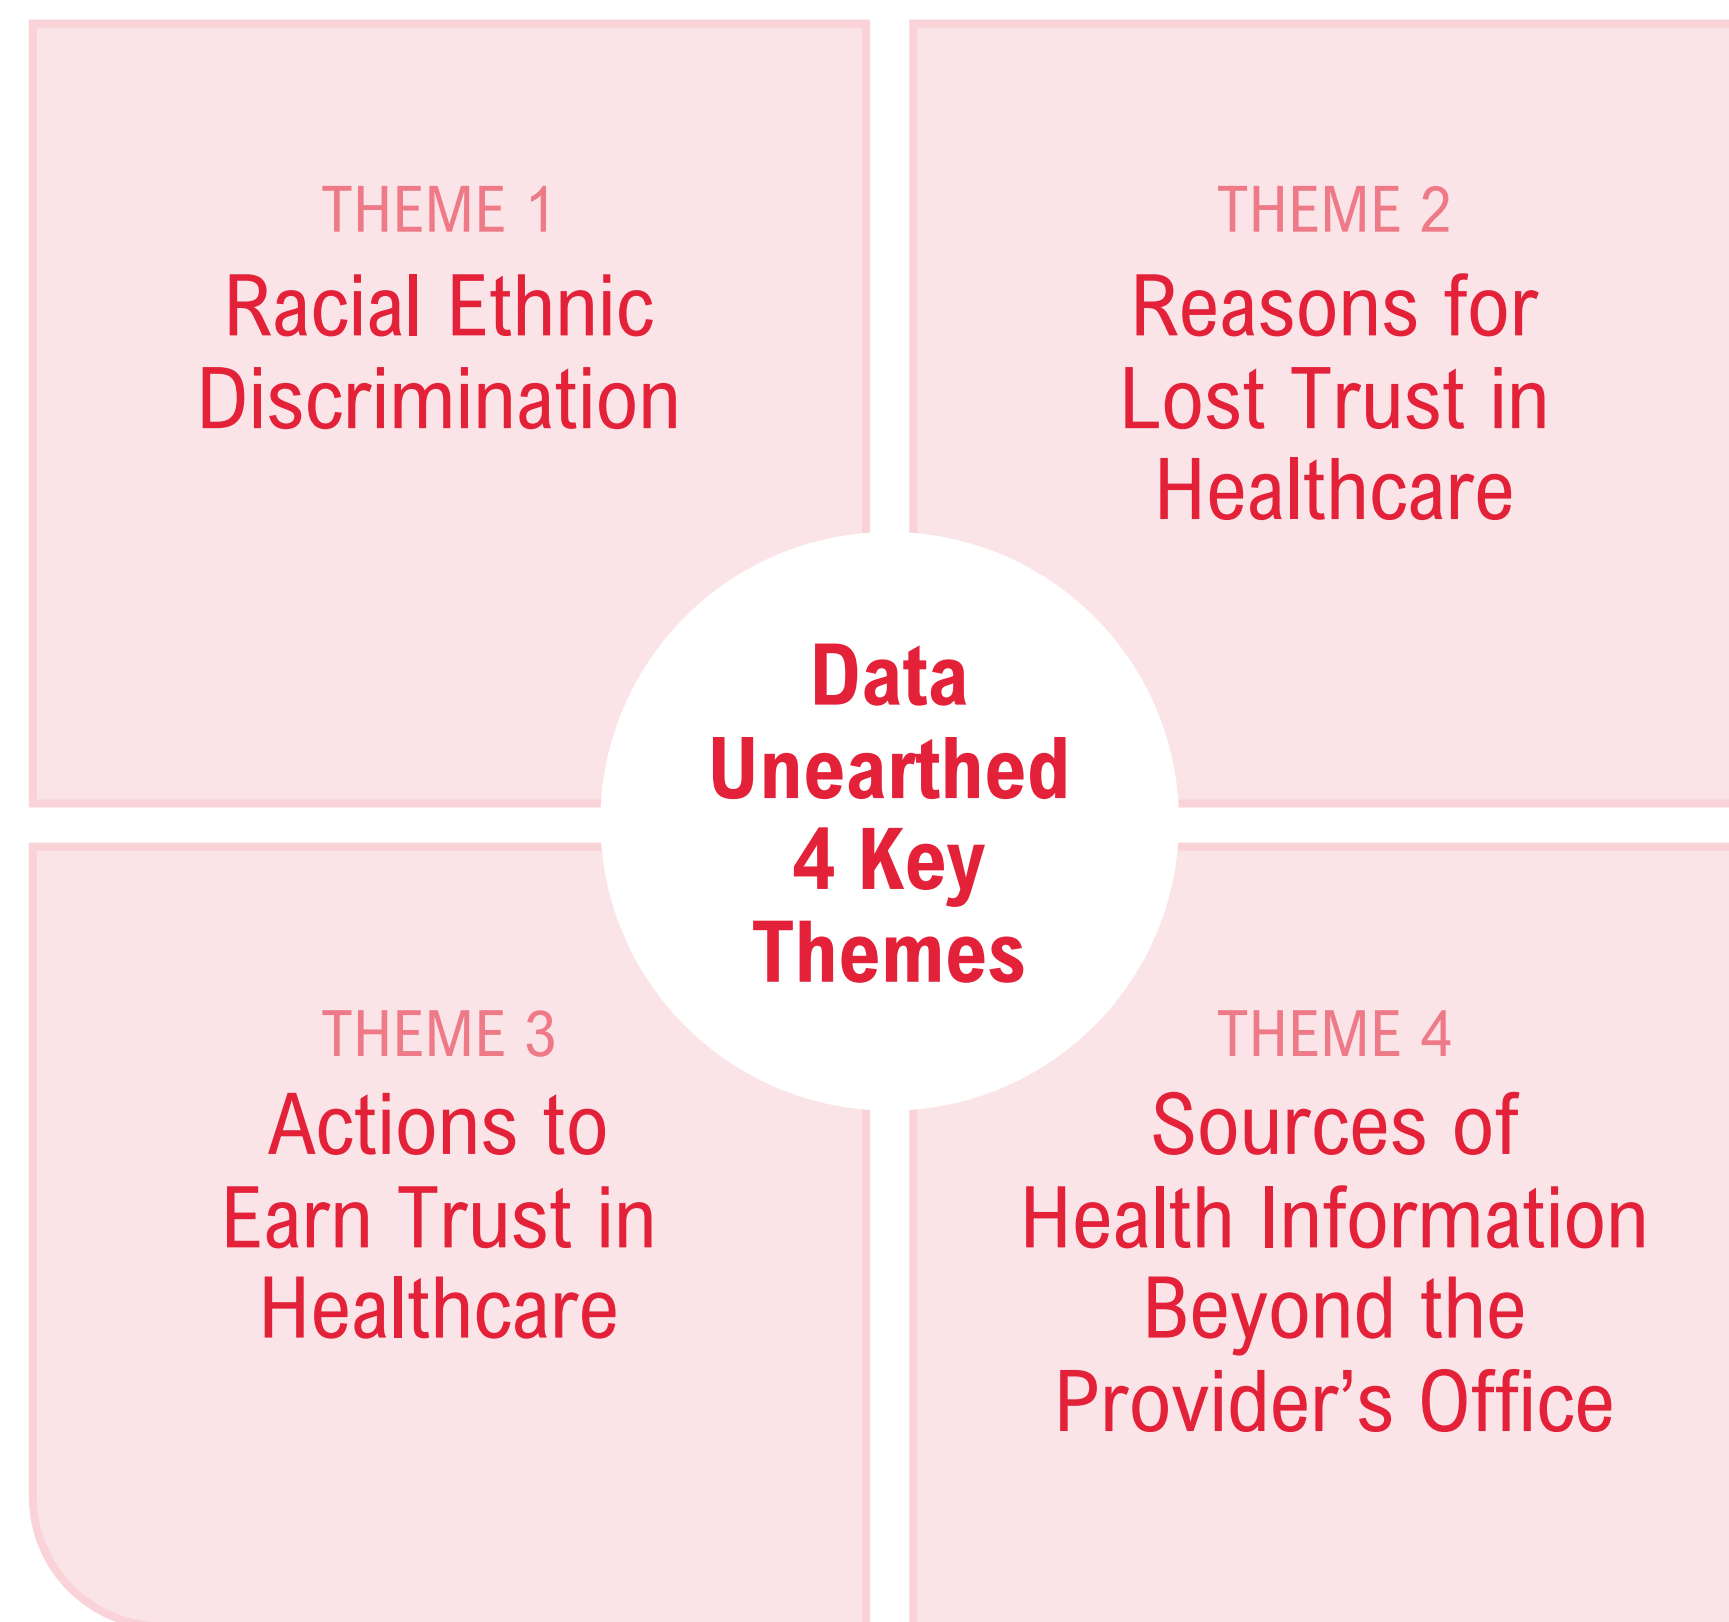 THEME 1
Racial Ethnic
Discrimination
THEME 2
Reasons for
Lost Trust in
Healthcare
Data
Unearthed
4 Key
Themes
THEME 3
Actions to
Earn Trust in
Healthcare
THEME 4
Sources of
Health Information
Beyond the
Provider’s Office